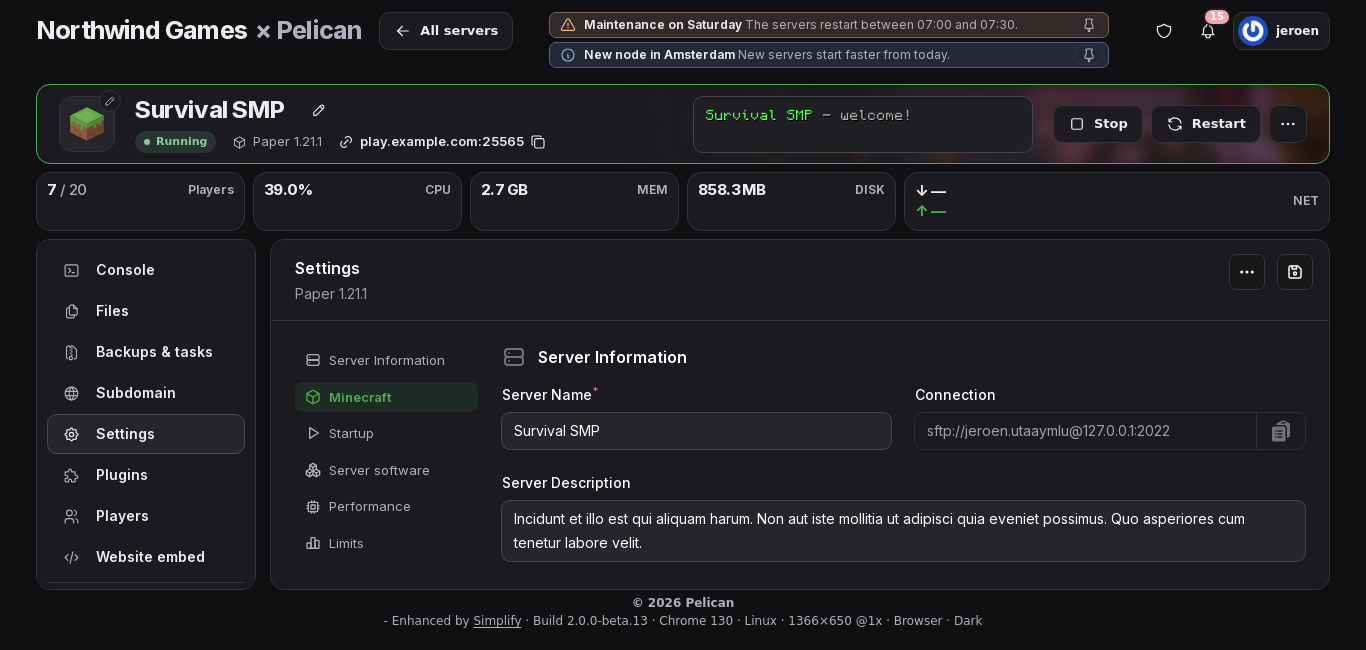 Northwind Games × Pelican
All servers
Maintenance on Saturday The servers restart between 07:00 and 07:30.
New node in Amsterdam New servers start faster from today.
15
jeroen
Survival SMP
Running
Paper 1.21.1
play.example.com:25565
Survival SMP - welcome!
Stop
Restart
7 / 20 Players
39.0% CPU
2.7 GB MEM
858.3 MB DISK
↓ —
↑ —
NET
Console
Files
Backups & tasks
Subdomain
Settings
Plugins
Players
Website embed
Settings
Paper 1.21.1
Server Information
Minecraft
Startup
Server software
Performance
Limits
Server Information
Server Name*
Survival SMP
Connection
sftp://jeroen.utaaymlu@127.0.0.1:2022
Server Description
Incidunt et illo est qui aliquam harum. Non aut iste mollitia ut adipisci quia eveniet possimus. Quo asperiores cum
tenetur labore velit.
© 2026 Pelican
- Enhanced by Simplify · Build 2.0.0-beta.13 · Chrome 130 · Linux · 1366×650 @1x · Browser · Dark